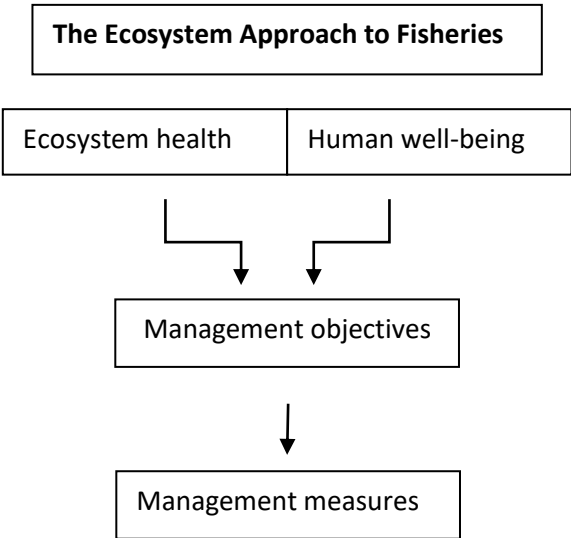 The Ecosystem Approach to Fisheries
Ecosystem health
Human well-being
Management objectives
Management measures